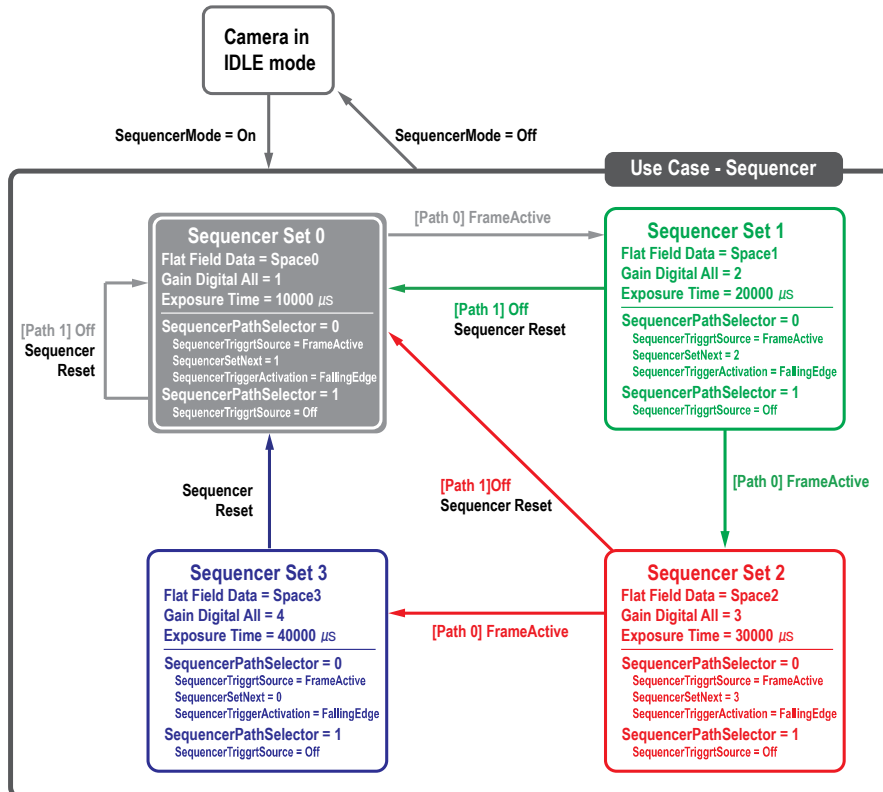 Camera in
IDLE mode
SequencerMode = On
SequencerMode = Off
Use Case - Sequencer
Sequencer Set 0
Flat Field Data = Space0
Gain Digital All = 1
Exposure Time = 10000 µs
SequencerPathSelector = 0
SequencerTriggrtSource = FrameActive
SequencerSetNext = 1
SequencerTriggerActivation = FallingEdge
SequencerPathSelector = 1
SequencerTriggrtSource = Off
[Path 0] FrameActive
Sequencer Set 1
Flat Field Data = Space1
Gain Digital All = 2
Exposure Time = 20000 µs
SequencerPathSelector = 0
SequencerTriggrtSource = FrameActive
SequencerSetNext = 2
SequencerTriggerActivation = FallingEdge
SequencerPathSelector = 1
SequencerTriggrtSource = Off
[Path 1] Off
Sequencer Reset
[Path 1] Off
Sequencer
Reset
[Path 0] FrameActive
Sequencer
Reset
[Path 1]Off
Sequencer Reset
Sequencer Set 3
Flat Field Data = Space3
Gain Digital All = 4
Exposure Time = 40000 µs
SequencerPathSelector = 0
SequencerTriggrtSource = FrameActive
SequencerSetNext = 0
SequencerTriggerActivation = FallingEdge
SequencerPathSelector = 1
SequencerTriggrtSource = Off
[Path 0] FrameActive
Sequencer Set 2
Flat Field Data = Space2
Gain Digital All = 3
Exposure Time = 30000 µs
SequencerPathSelector = 0
SequencerTriggrtSource = FrameActive
SequencerSetNext = 3
SequencerTriggerActivation = FallingEdge
SequencerPathSelector = 1
SequencerTriggrtSource = Off